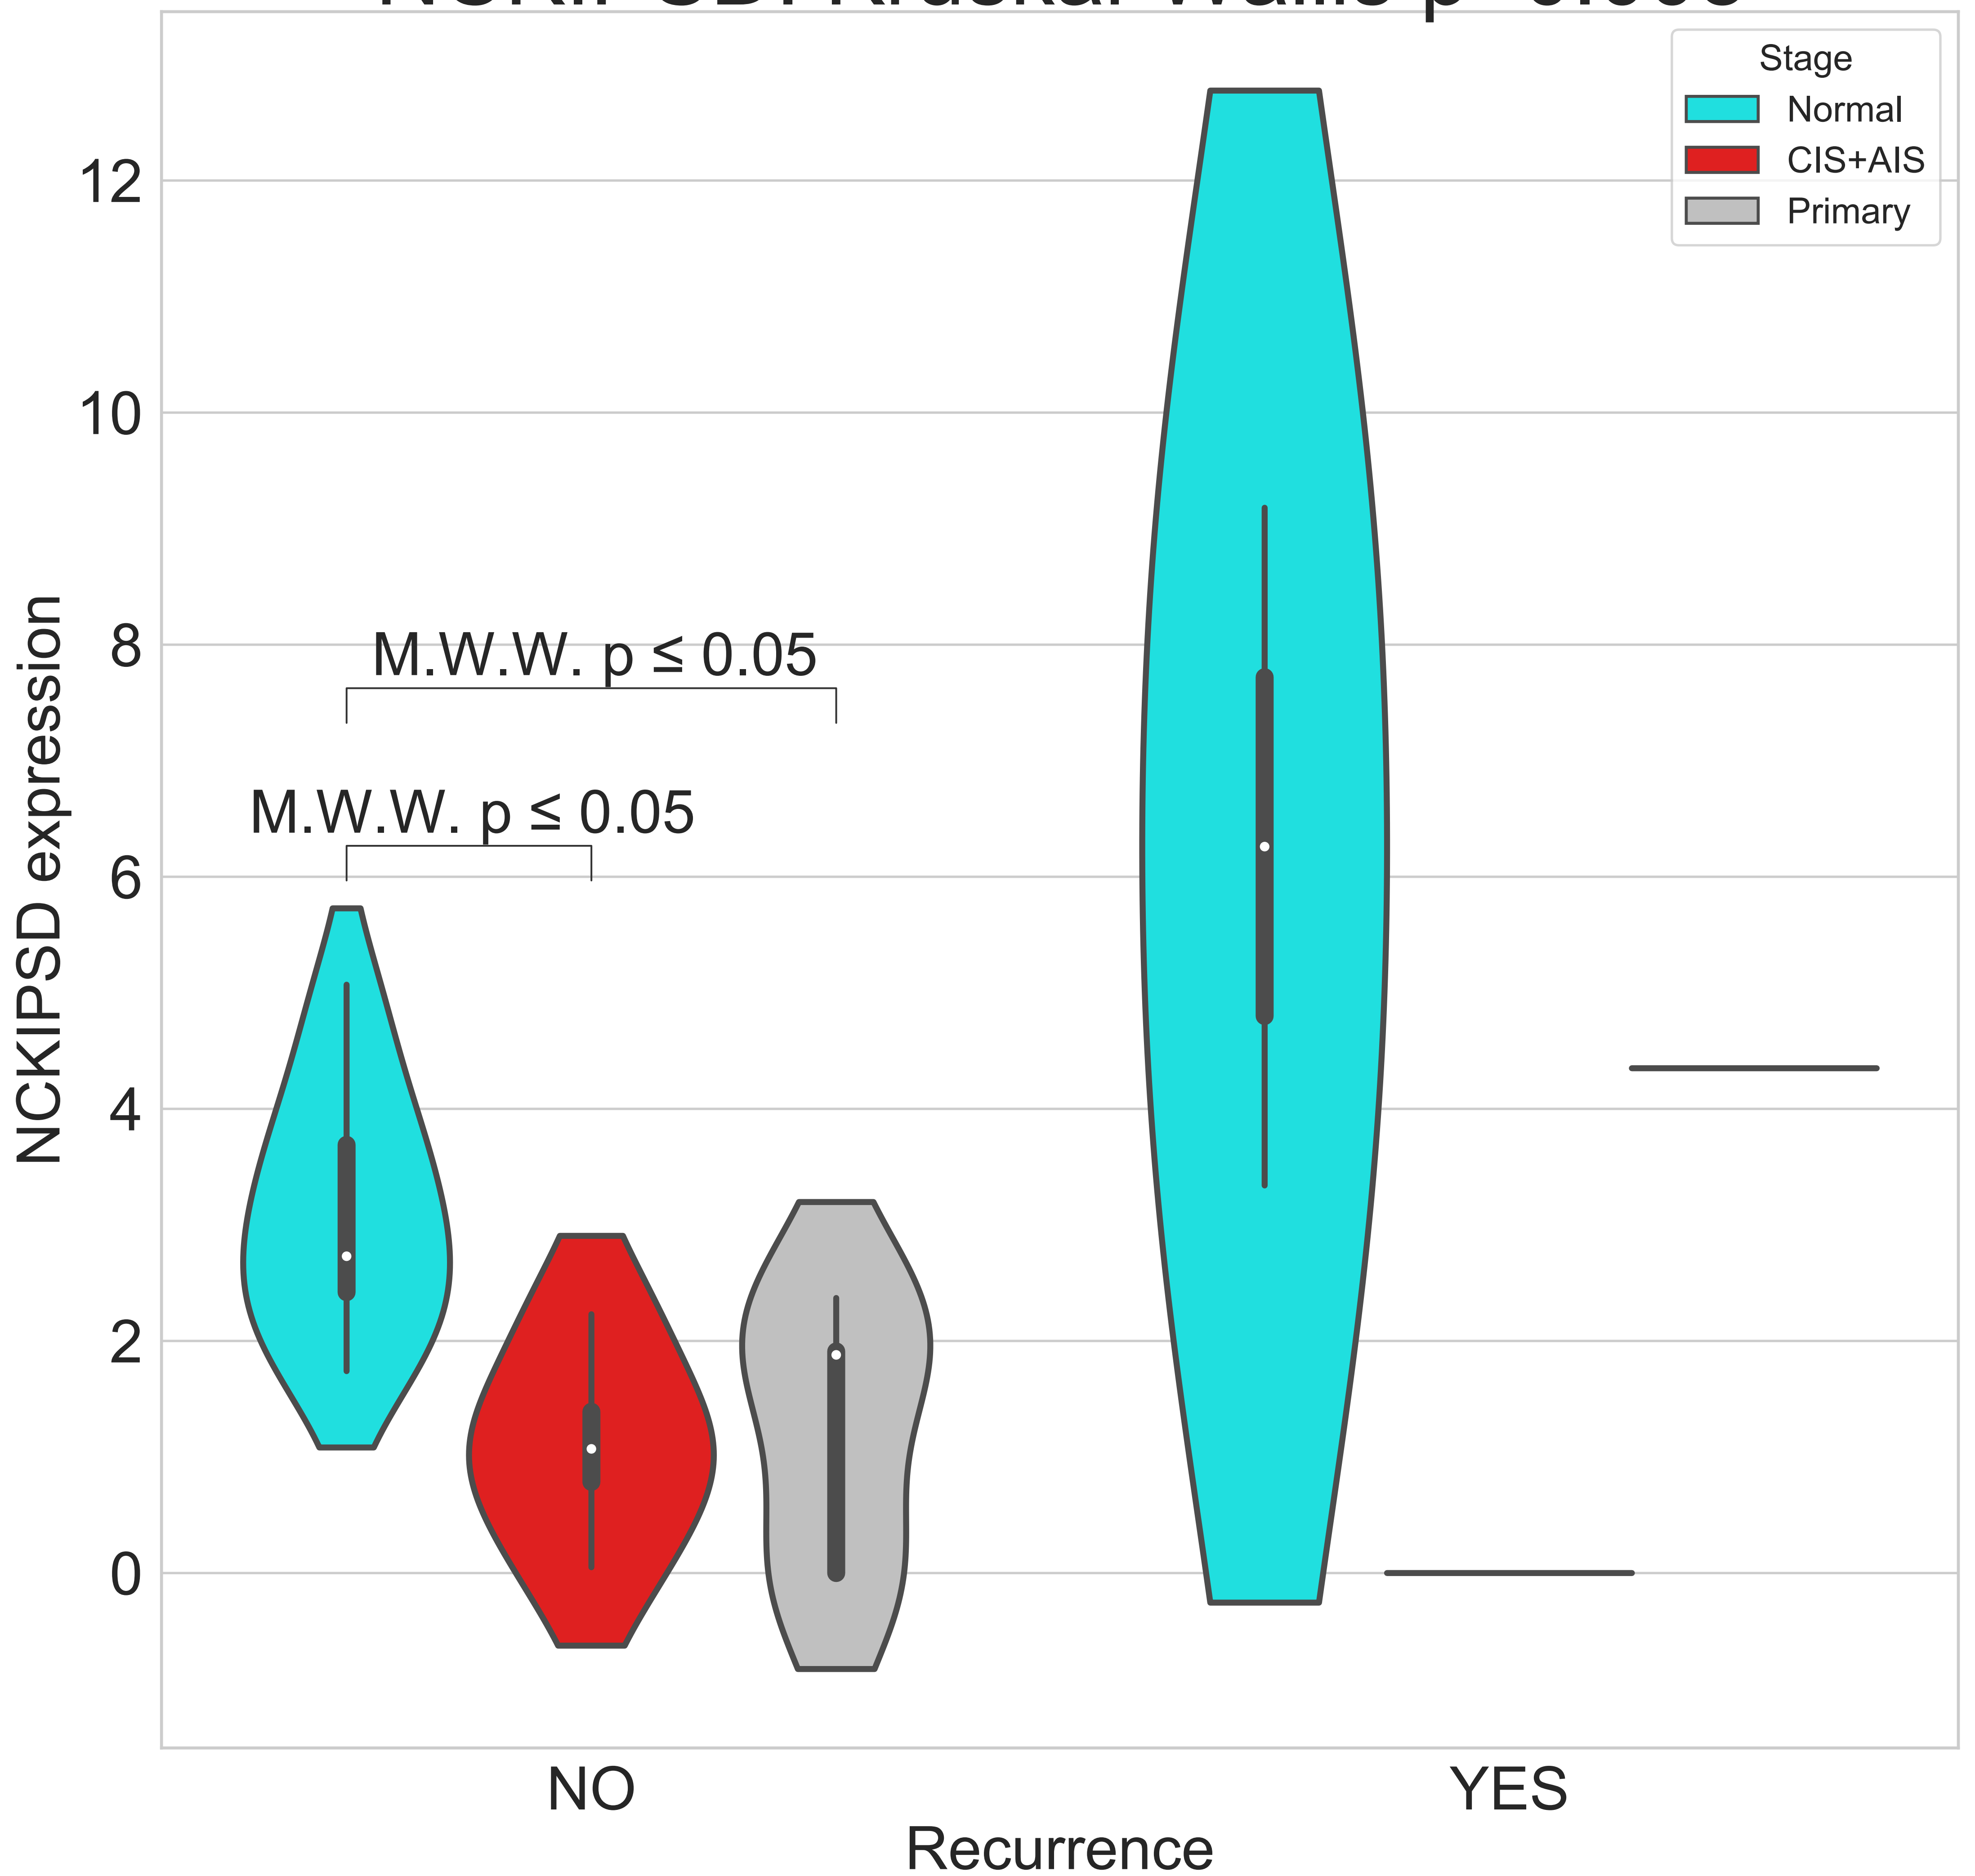 Stage
Normal
CIS+AIS
Primary
12
10
8
6
4
2
0
NCKIPSD expression
M.W.W. p ≤ 0.05
M.W.W. p ≤ 0.05
NO
YES
Recurrence